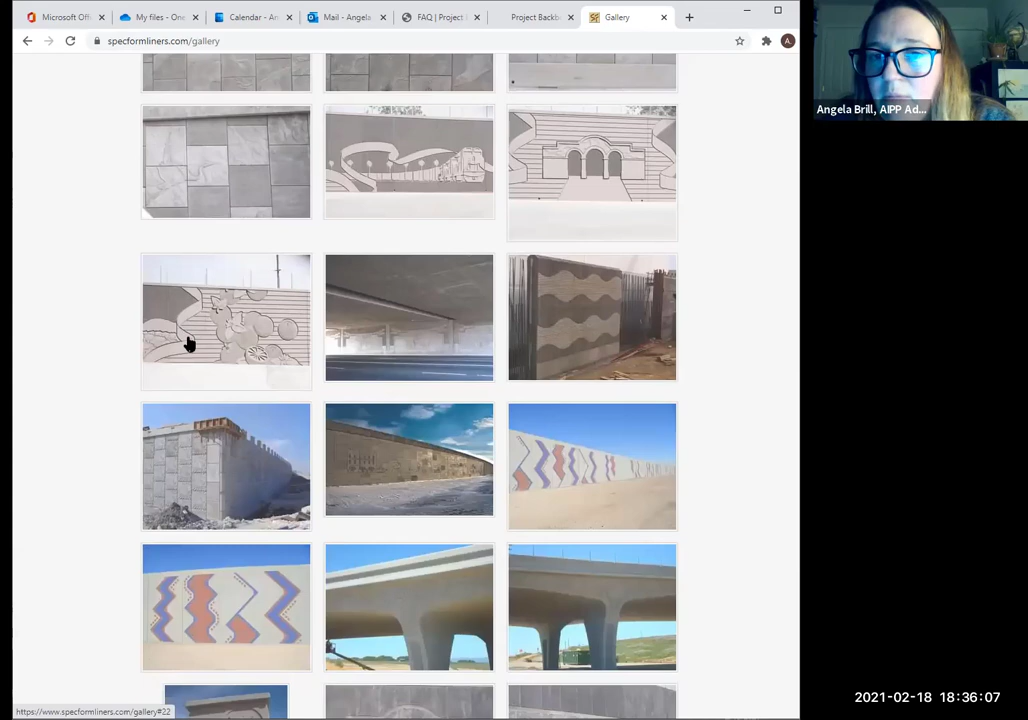 Microsoft Offi
My files - One
Calendar - An
Mail - Angela
FAQ | Project
Project Backb
Gallery
specformliners.com/gallery
A
Angela Brill, AIPP Ad...
https://www.specformliners.com/gallery#22
2021-02-18 18:36:07